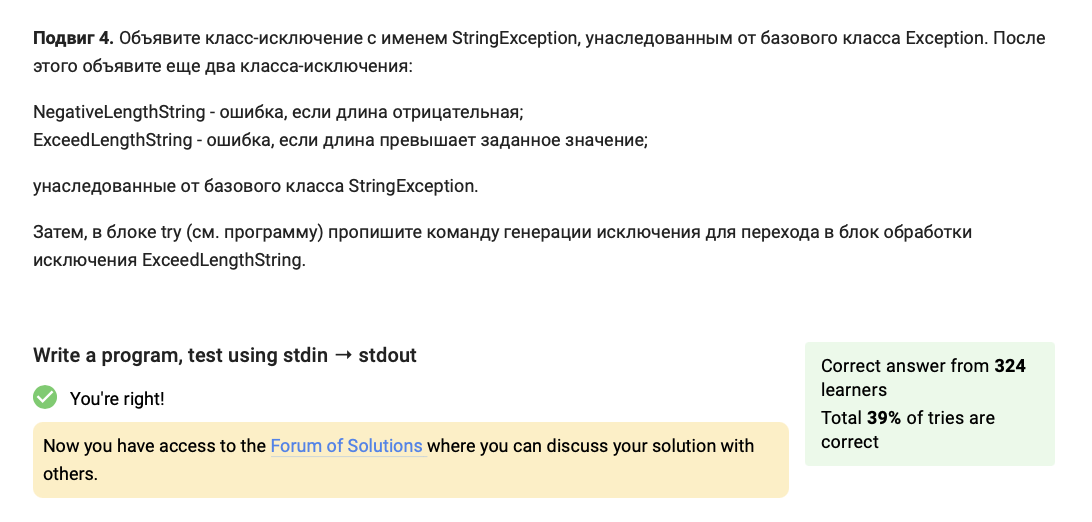 Подвиг 4. Объявите класс-исключение с именем StringException, унаследованным от базового класса Exception. После
этого объявите еще два класса-исключения:
NegativeLengthString - ошибка, если длина отрицательная;
ExceedLengthString - ошибка, если длина превышает заданное значение;
унаследованные от базового класса StringException.
Затем, в блоке try (см. программу) пропишите команду генерации исключения для перехода в блок обработки
исключения ExceedLengthString.
Write a program, test using stdin → stdout
You're right!
Now you have access to the Forum of Solutions where you can discuss your solution with
others.
Correct answer from 324
learners
Total 39% of tries are
correct